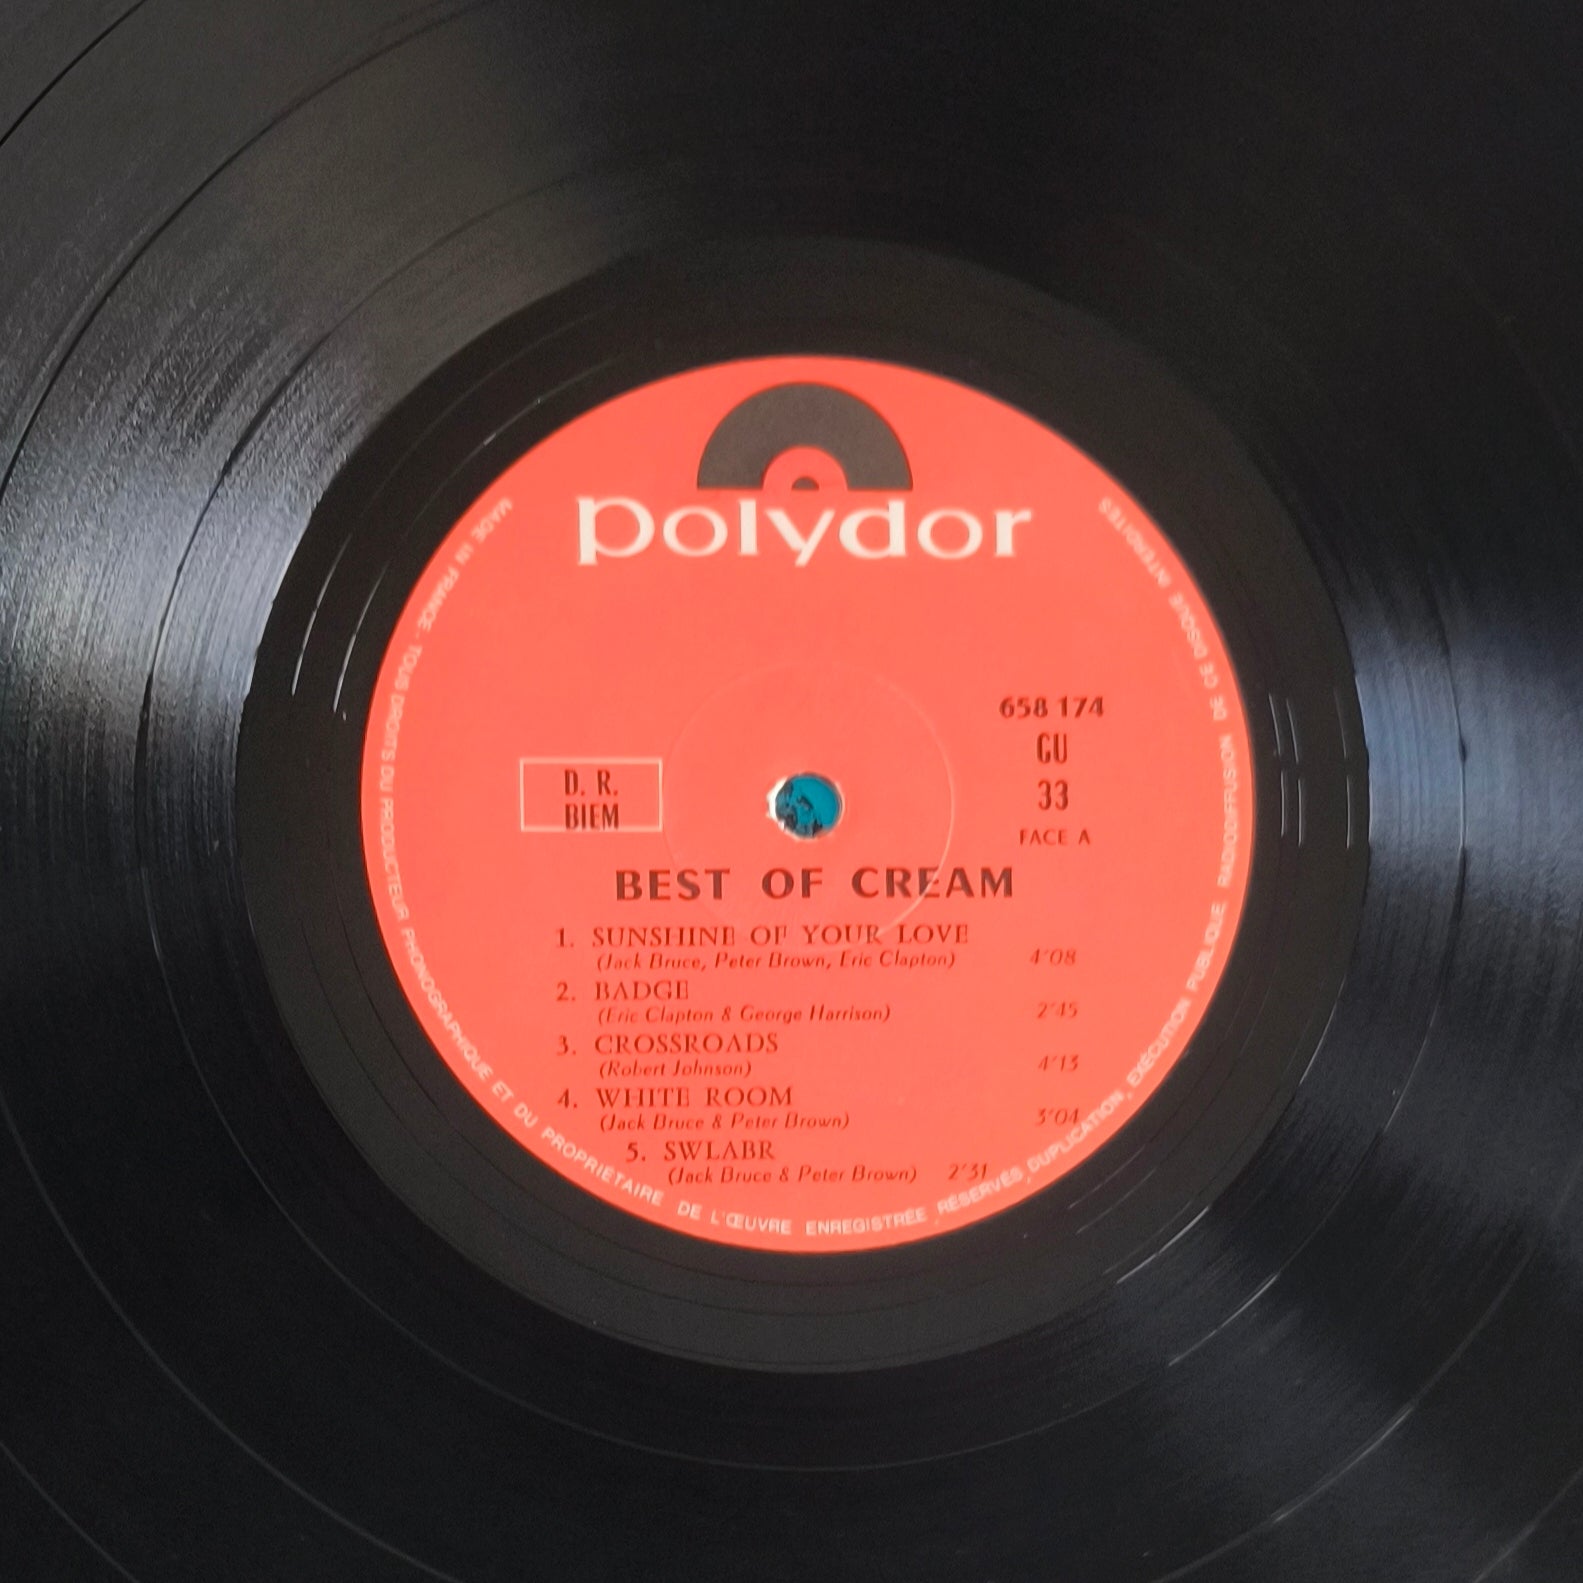 polydor
658 174
GU
33
FACE A
D. R.
BIEM
BEST OF CREAM
1. SUNSHINE OF YOUR LOVE
(Jack Bruce, Peter Brown, Eric Clapton) 4'08
2. BADGE
(Eric Clapton & George Harrison) 2'45
3. CROSSROADS
(Robert Johnson) 4'13
4. WHITE ROOM
(Jack Bruce & Peter Brown) 3'04
5. SWLABR
(Jack Bruce & Peter Brown) 2'31
MADE IN FRANCE · TOUS DROITS DU PRODUCTEUR PHONOGRAPHIQUE ET DU PROPRIÉTAIRE DE L'ŒUVRE ENREGISTRÉE RÉSERVÉS, DUPLICATION, EXÉCUTION PUBLIQUE RADIODIFFUSION DE CE DISQUE INTERDITES